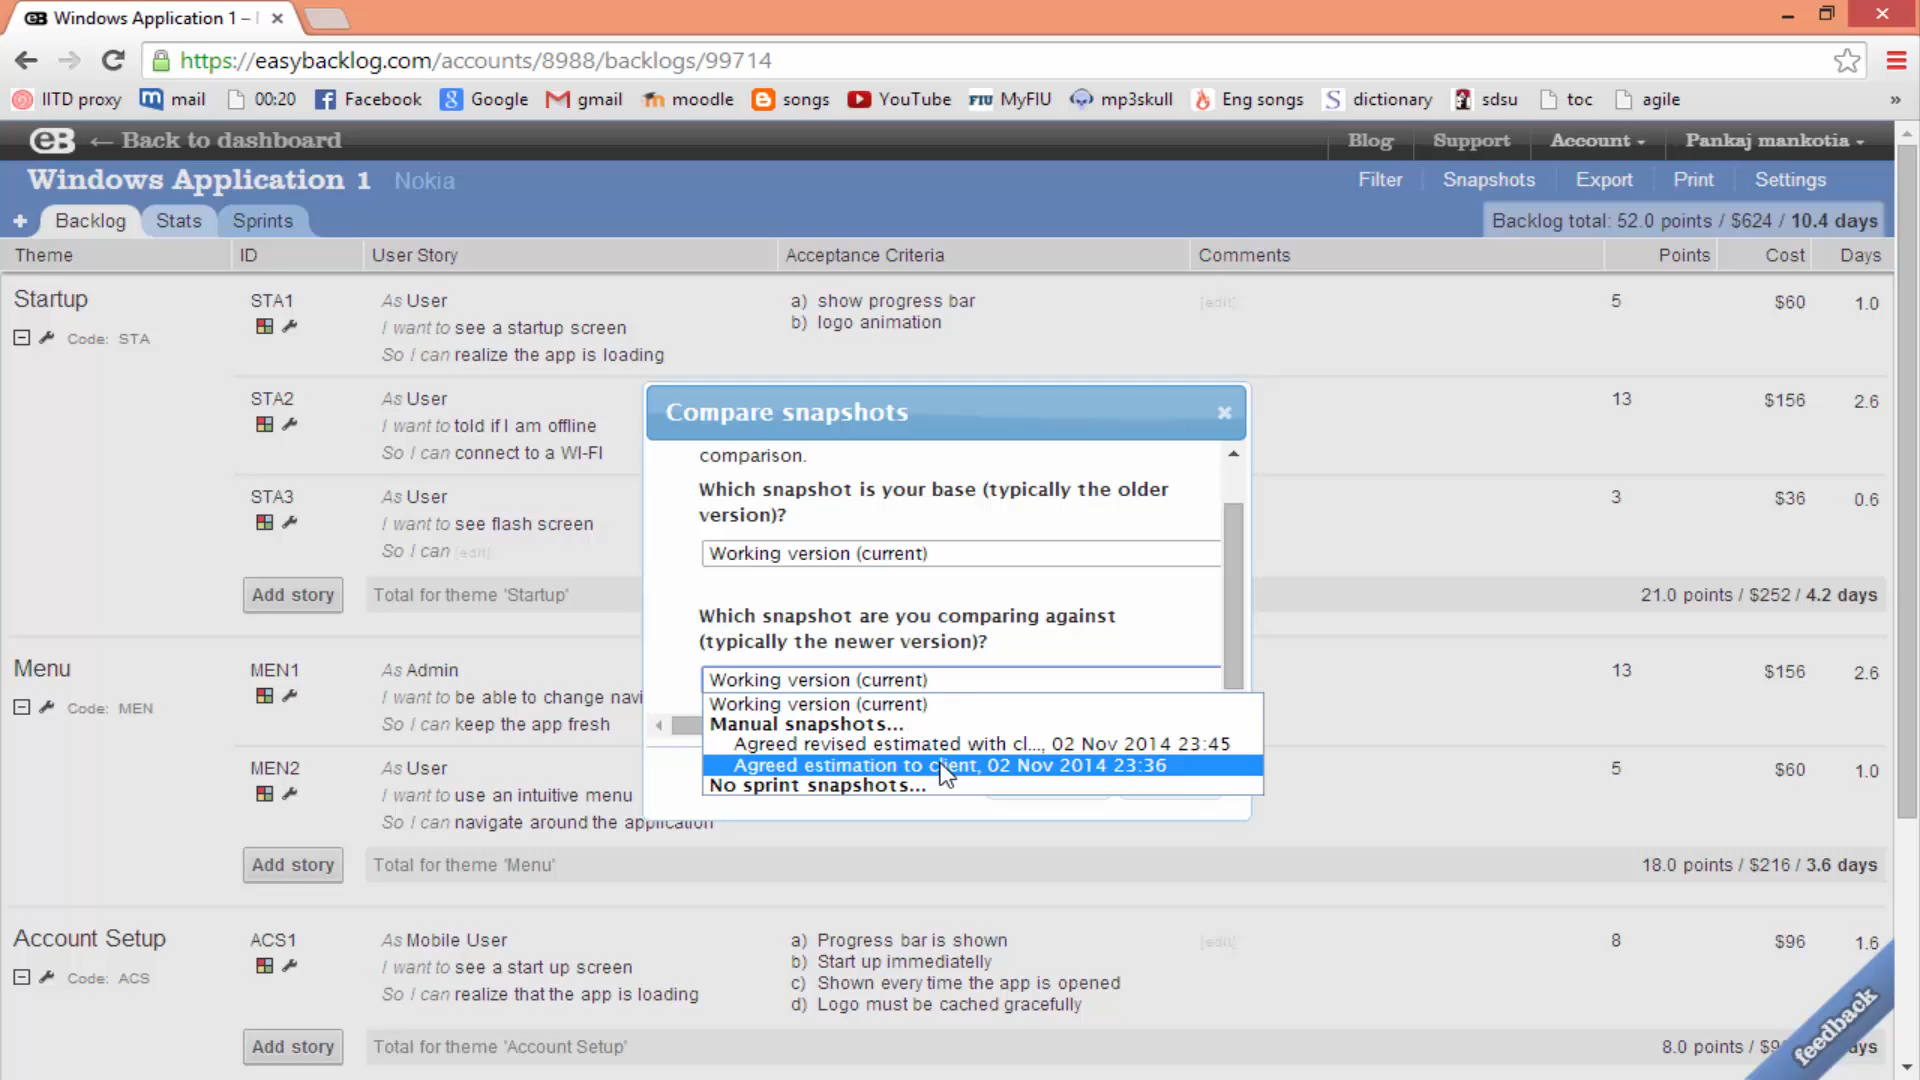 eB Windows Application 1 –
https://easybacklog.com/accounts/8988/backlogs/99714
IITD proxy mail 00:20 Facebook Google gmail moodle songs YouTube FIU MyFIU mp3skull Eng songs S dictionary sdsu toc agile »
eB ← Back to dashboard Blog Support Account Pankaj mankotia
Windows Application 1 Nokia Filter Snapshots Export Print Settings
+ Backlog Stats Sprints Backlog total: 52.0 points / $624 / 10.4 days
Theme ID User Story Acceptance Criteria Comments Points Cost Days
Startup STA1 As User a) show progress bar [edit] 5 $60 1.0
I want to see a startup screen b) logo animation
Code: STA
So I can realize the app is loading
STA2 As User 13 $156 2.6
I want to told if I am offline
So I can connect to a WI-FI
STA3 As User 3 $36 0.6
I want to see flash screen
So I can [edit]
Add story Total for theme 'Startup' 21.0 points / $252 / 4.2 days
Compare snapshots
comparison.
Which snapshot is your base (typically the older
version)?
Working version (current)
Which snapshot are you comparing against
(typically the newer version)?
Working version (current)
Working version (current)
Manual snapshots...
Agreed revised estimated with cl..., 02 Nov 2014 23:45
Agreed estimation to client, 02 Nov 2014 23:36
No sprint snapshots...
Menu MEN1 As Admin 13 $156 2.6
I want to be able to change navi
Code: MEN
So I can keep the app fresh
MEN2 As User 5 $60 1.0
I want to use an intuitive menu
So I can navigate around the application
Add story Total for theme 'Menu' 18.0 points / $216 / 3.6 days
Account Setup ACS1 As Mobile User a) Progress bar is shown [edit] 8 $96 1.6
I want to see a start up screen b) Start up immediatelly
Code: ACS
So I can realize that the app is loading c) Shown every time the app is opened
d) Logo must be cached gracefully
Add story Total for theme 'Account Setup' 8.0 points /
feedback